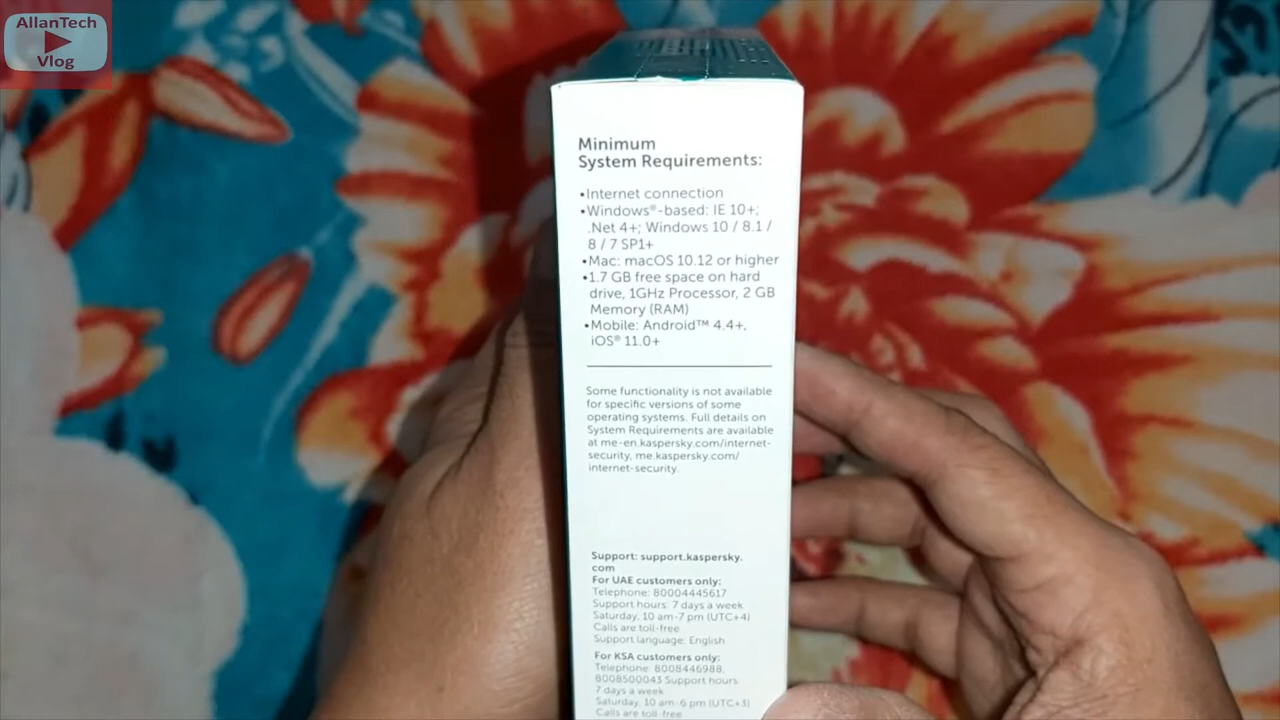 AllanTech
Vlog
Minimum
System Requirements:
•Internet connection
•Windows®-based: IE 10+;
.Net 4+; Windows 10 / 8.1 /
8 / 7 SP1+
•Mac: macOS 10.12 or higher
•1.7 GB free space on hard
drive, 1GHz Processor, 2 GB
Memory (RAM)
•Mobile: Android™ 4.4+,
iOS® 11.0+
Some functionality is not available
for specific versions of some
operating systems. Full details on
System Requirements are available
at me-en.kaspersky.com/internet-
security, me.kaspersky.com/
internet-security.
Support: support.kaspersky.
com
For UAE customers only:
Telephone: 80004445617
Support hours: 7 days a week
Saturday, 10 am-7 pm (UTC+4)
Calls are toll-free
Support language: English
For KSA customers only:
Telephone: 8008446988,
8008500043 Support hours:
7 days a week
Saturday, 10 am-6 pm (UTC+3)
Calls are toll-free